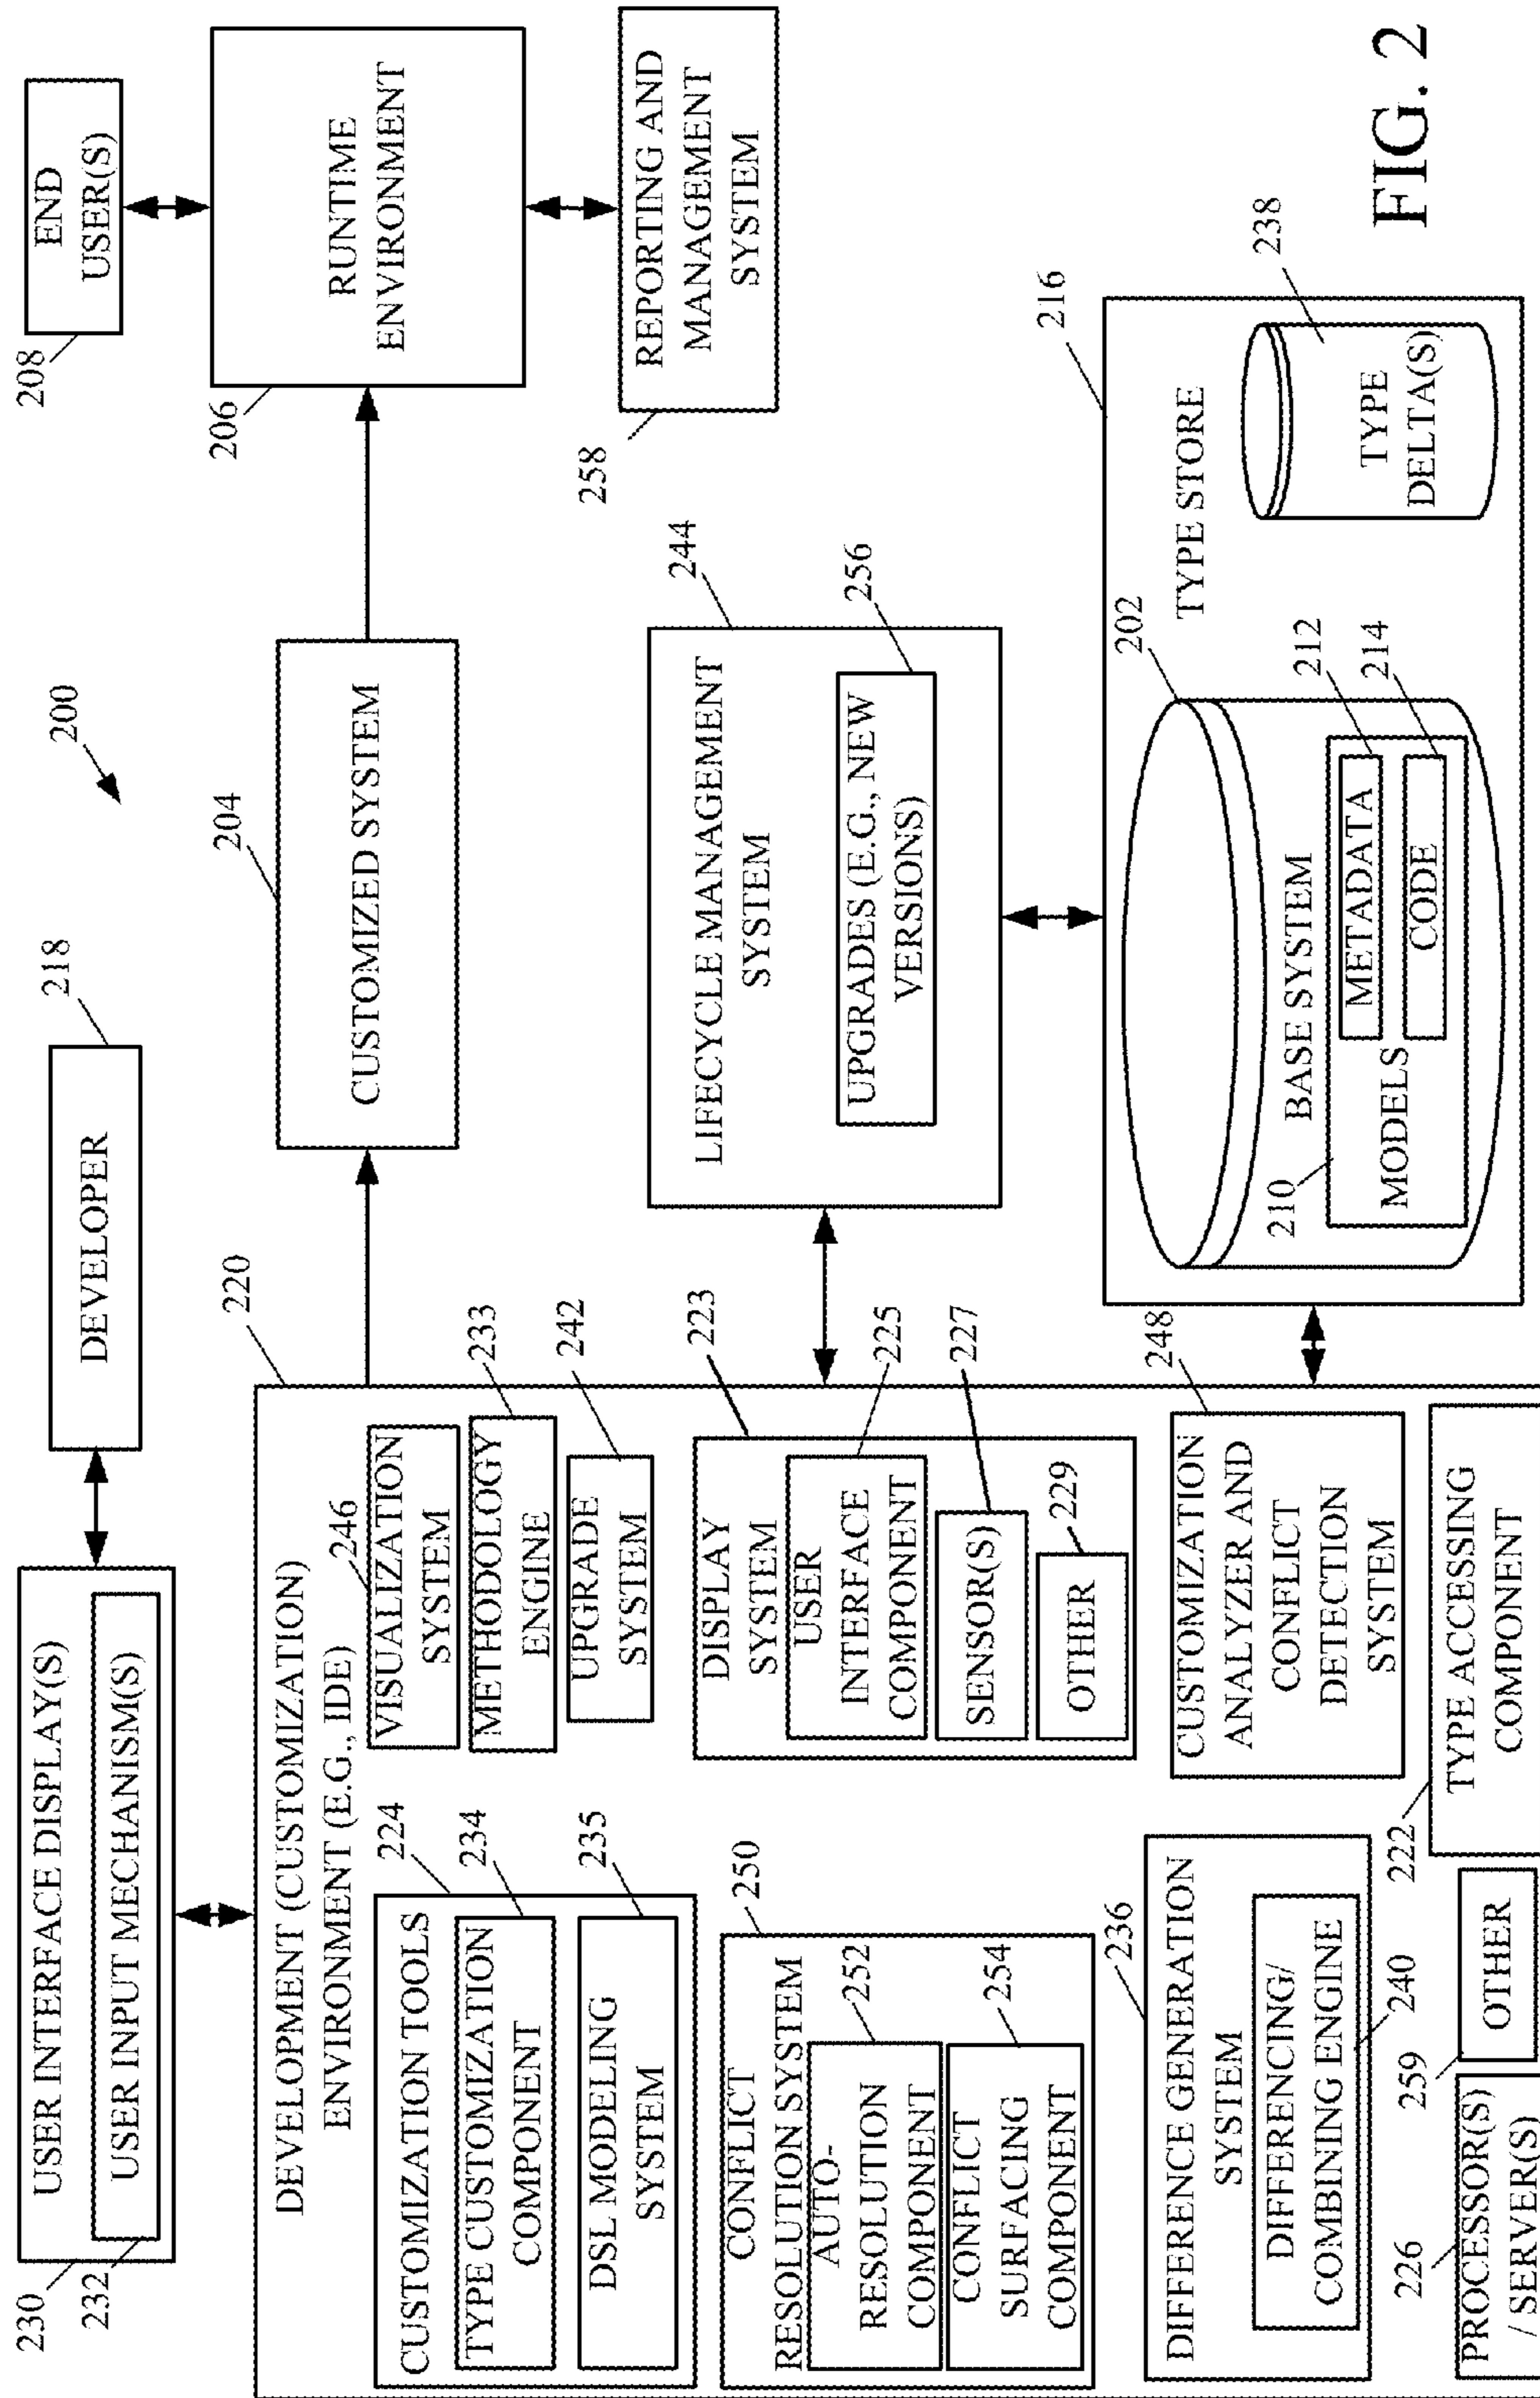 200
USER INTERFACE DISPLAY(S)
USER INPUT MECHANISM(S)
230
232
DEVELOPER
218
END
USER(S)
208
DEVELOPMENT (CUSTOMIZATION)
ENVIRONMENT (E.G., IDE)
220
CUSTOMIZED SYSTEM
204
RUNTIME
ENVIRONMENT
206
REPORTING AND
MANAGEMENT
SYSTEM
258
CUSTOMIZATION TOOLS
224
TYPE CUSTOMIZATION
COMPONENT
234
DSL MODELING
SYSTEM
235
246
VISUALIZATION
SYSTEM
METHODOLOGY
ENGINE
233
UPGRADE
SYSTEM
242
CONFLICT
RESOLUTION SYSTEM
250
AUTO-
RESOLUTION
COMPONENT
252
CONFLICT
SURFACING
COMPONENT
254
DISPLAY
SYSTEM
223
USER
INTERFACE
COMPONENT
225
SENSOR(S)
227
OTHER
229
LIFECYCLE MANAGEMENT
SYSTEM
244
UPGRADES (E.G., NEW
VERSIONS)
256
DIFFERENCE GENERATION
SYSTEM
236
DIFFERENCING/
COMBINING ENGINE
240
CUSTOMIZATION
ANALYZER AND
CONFLICT
DETECTION
SYSTEM
248
226
PROCESSOR(S)
/ SERVER(S)
259
OTHER
222
TYPE ACCESSING
COMPONENT
TYPE STORE
216
202
BASE SYSTEM
210
MODELS
METADATA
212
CODE
214
TYPE
DELTA(S)
238
FIG. 2